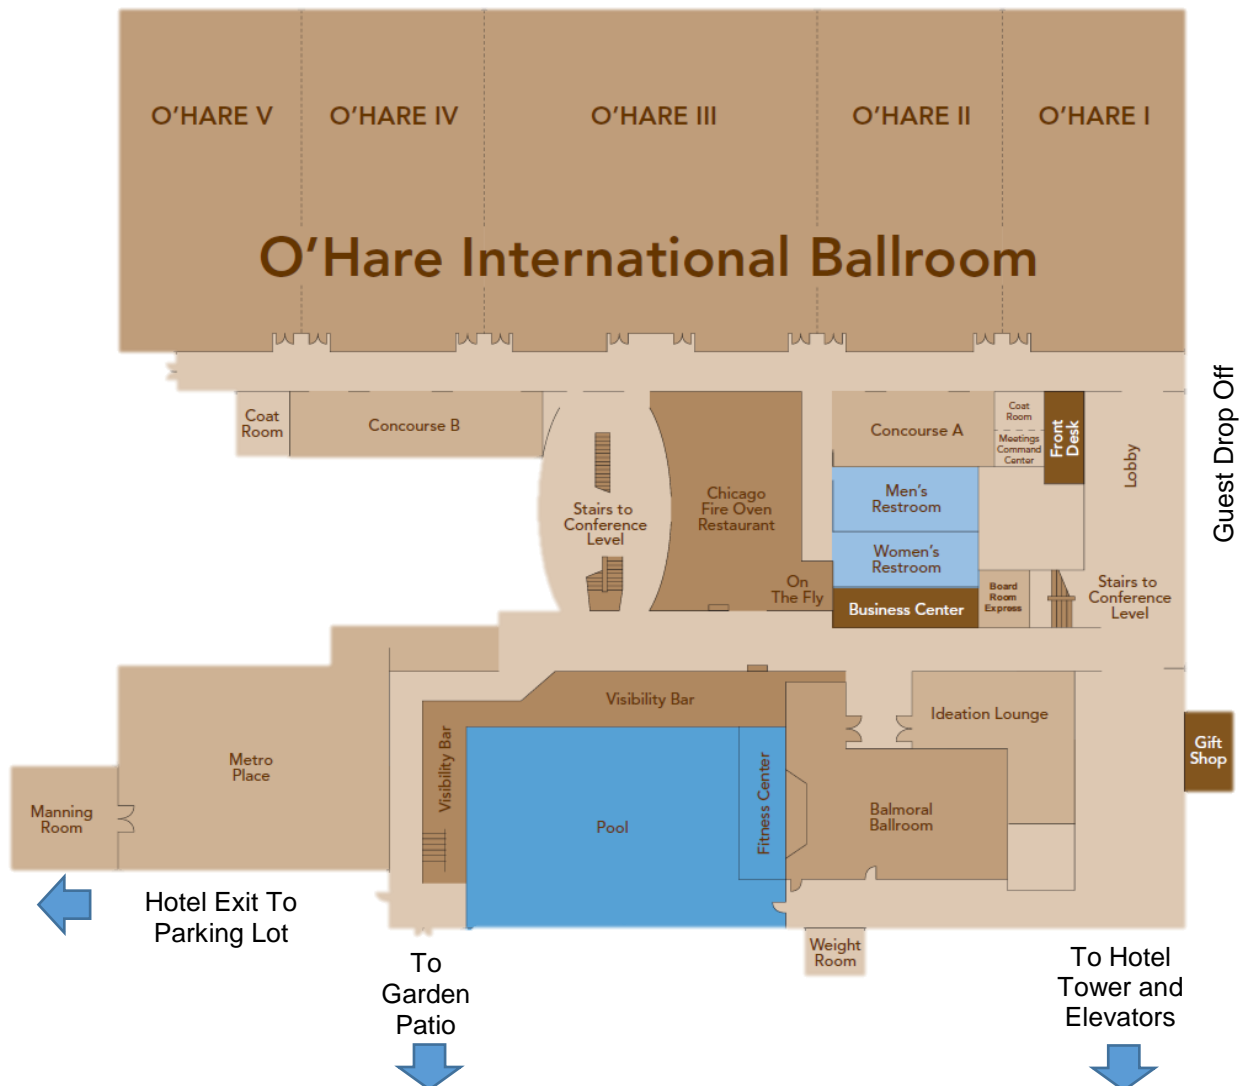 O'HARE V
O'HARE IV
O'HARE III
O'HARE II
O'HARE I
O'Hare International Ballroom
Coat
Room
Concourse B
Stairs to
Conference
Level
Chicago
Fire Oven
Restaurant
On
The Fly
Concourse A
Coat
Room
Meetings
Command
Center
Front
Desk
Lobby
Guest Drop Off
Men's
Restroom
Women's
Restroom
Business Center
Board
Room
Express
Stairs to
Conference
Level
Visibility Bar
Visibility Bar
Ideation Lounge
Gift
Shop
Metro
Place
Manning
Room
Pool
Fitness Center
Balmoral
Ballroom
Hotel Exit To
Parking Lot
Weight
Room
To
Garden
Patio
To Hotel
Tower and
Elevators